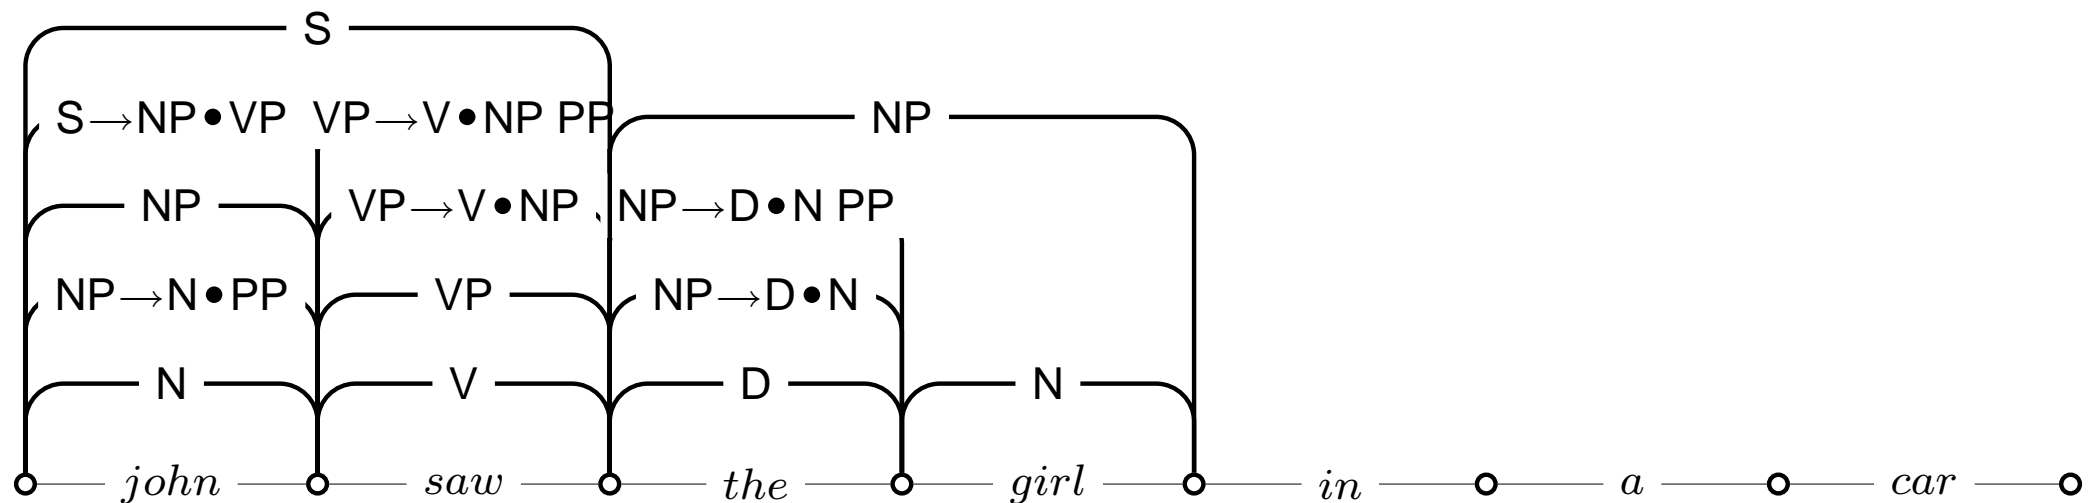 S
S→NP•VP VP→V•NP PP NP
NP VP→V•NP NP→D•N PP
NP→N•PP VP NP→D•N
N V D N
john saw the girl in a car